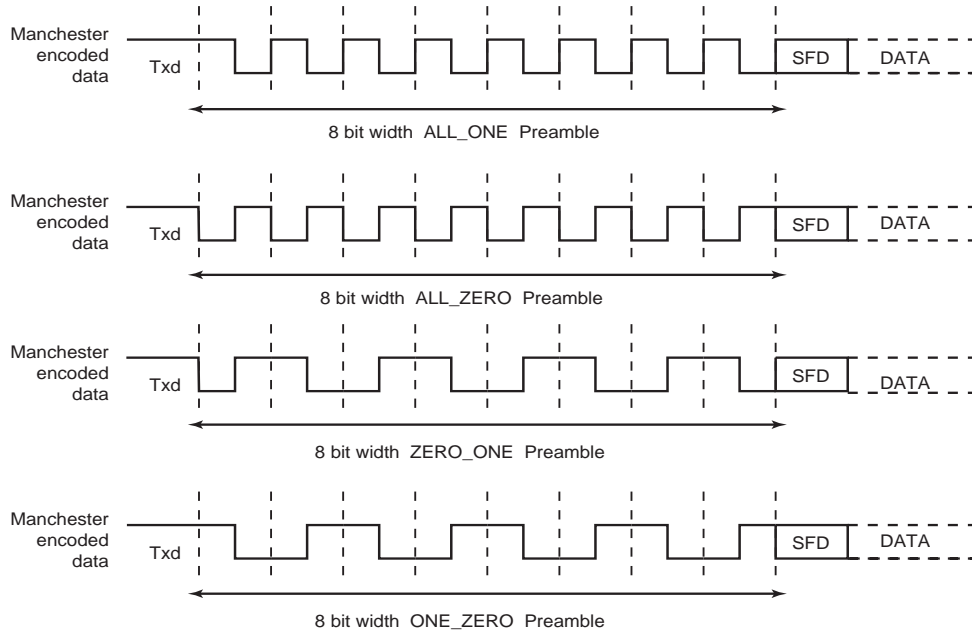 Manchester
encoded
data
Txd
SFD
DATA
8 bit width ALL_ONE Preamble
Manchester
encoded
data
Txd
SFD
DATA
8 bit width ALL_ZERO Preamble
Manchester
encoded
data
Txd
SFD
DATA
8 bit width ZERO_ONE Preamble
Manchester
encoded
data
Txd
SFD
DATA
8 bit width ONE_ZERO Preamble